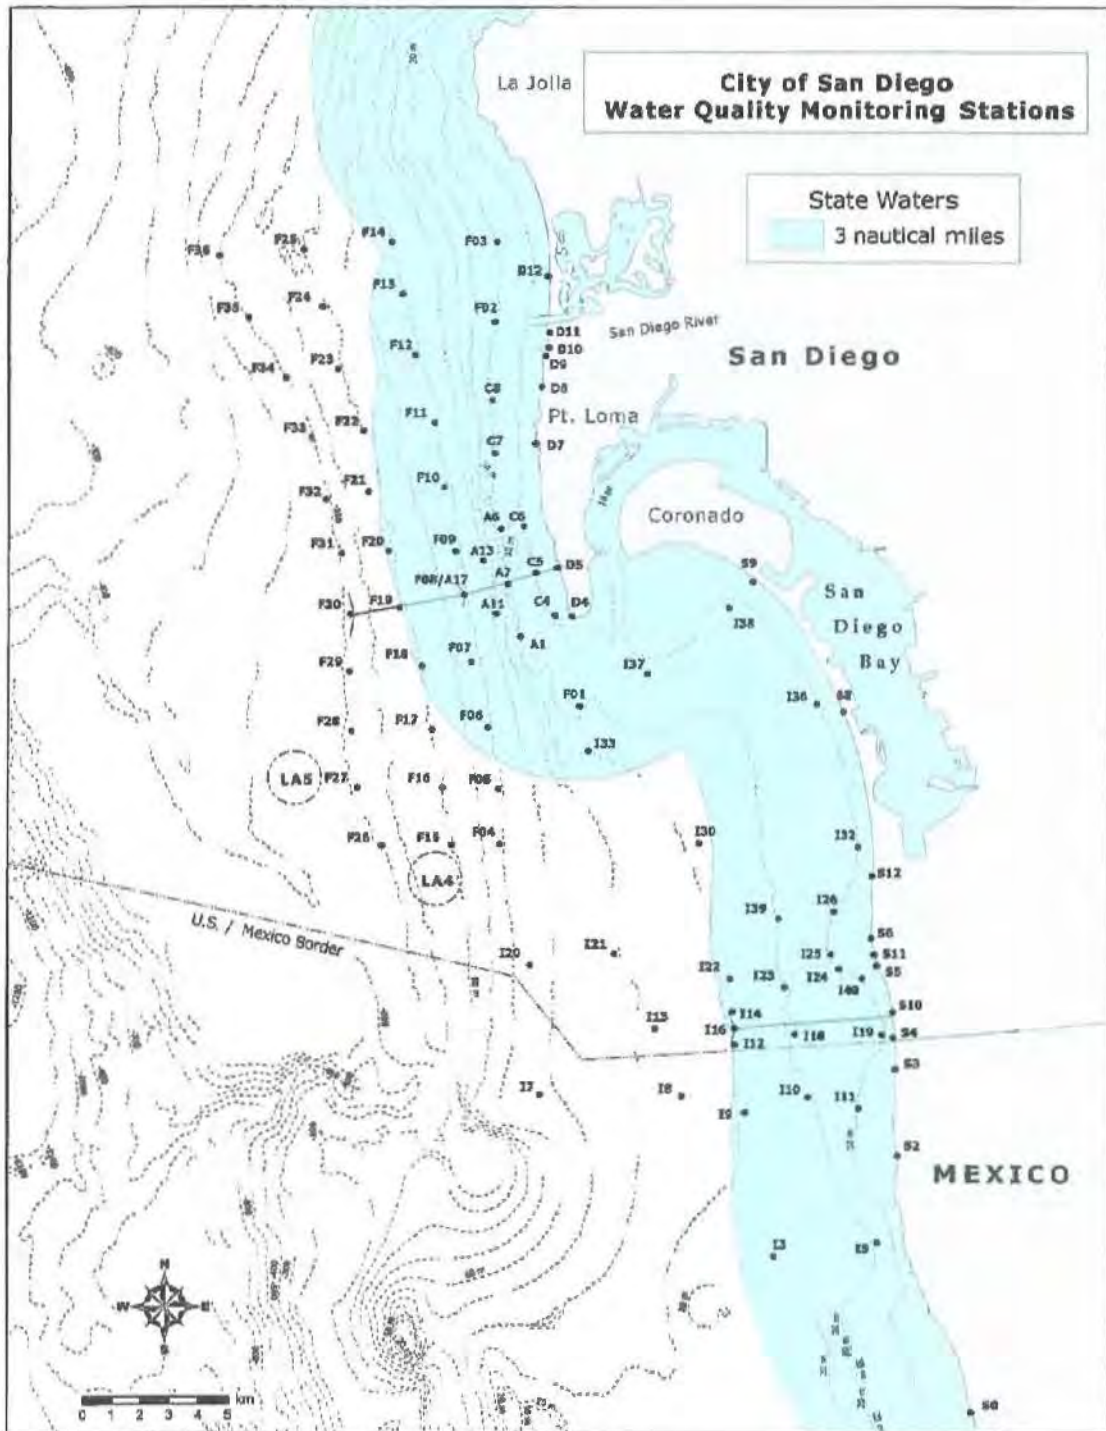 La Jolla
City of San Diego
Water Quality Monitoring Stations
State Waters
3 nautical miles
F36
F25
F14
F03
D12
F35
F24
F13
F02
San Diego River
D11
D10
D9
San Diego
F34
F23
F12
C8
D8
Pt. Loma
F33
F22
F11
C7
D7
F32
F21
F10
Coronado
A6
C6
F31
F20
F09
A13
C5
D5
S9
F08/A17
A7
F30
F19
A11
C4
D4
I38
San
Diego
Bay
A1
F29
F18
F07
I37
F01
I36
S8
F28
F17
F06
I33
LA5
F27
F16
F05
F26
F15
F04
I30
I32
LA4
S12
U.S. / Mexico Border
I39
I26
S6
I20
I21
I25
S11
I22
I23
I24
S5
I40
I14
S10
I13
I16
I18
I19
S4
I12
S3
I7
I8
I9
I10
I11
S2
MEXICO
I3
I5
N
W
E
S
km
0 1 2 3 4 5
S0